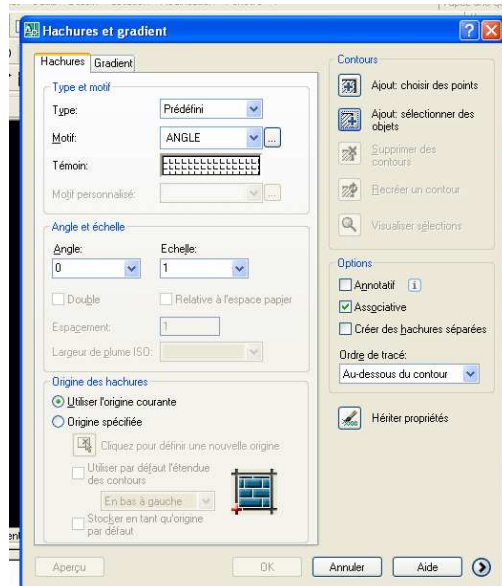 Hachures et gradient
Hachures
Gradient
Type et motif
Type:
Prédéfini
Motif:
ANGLE
...
Témoin:
Motif personnalisé:
...
Angle et échelle
Angle:
Echelle:
0
1
Double
Relative à l'espace papier
Espacement:
1
Largeur de plume ISO:
Origine des hachures
Utiliser l'origine courante
Origine spécifiée
Cliquez pour définir une nouvelle origine
Utiliser par défaut l'étendue
des contours
En bas à gauche
Stocker en tant qu'origine
par défaut
Contours
Ajout: choisir des points
Ajout: sélectionner des
objets
Supprimer des
contours
Recréer un contour
Visualiser sélections
Options
Annotatif
Associative
Créer des hachures séparées
Ordre de tracé:
Au-dessous du contour
Hériter propriétés
Aperçu
OK
Annuler
Aide